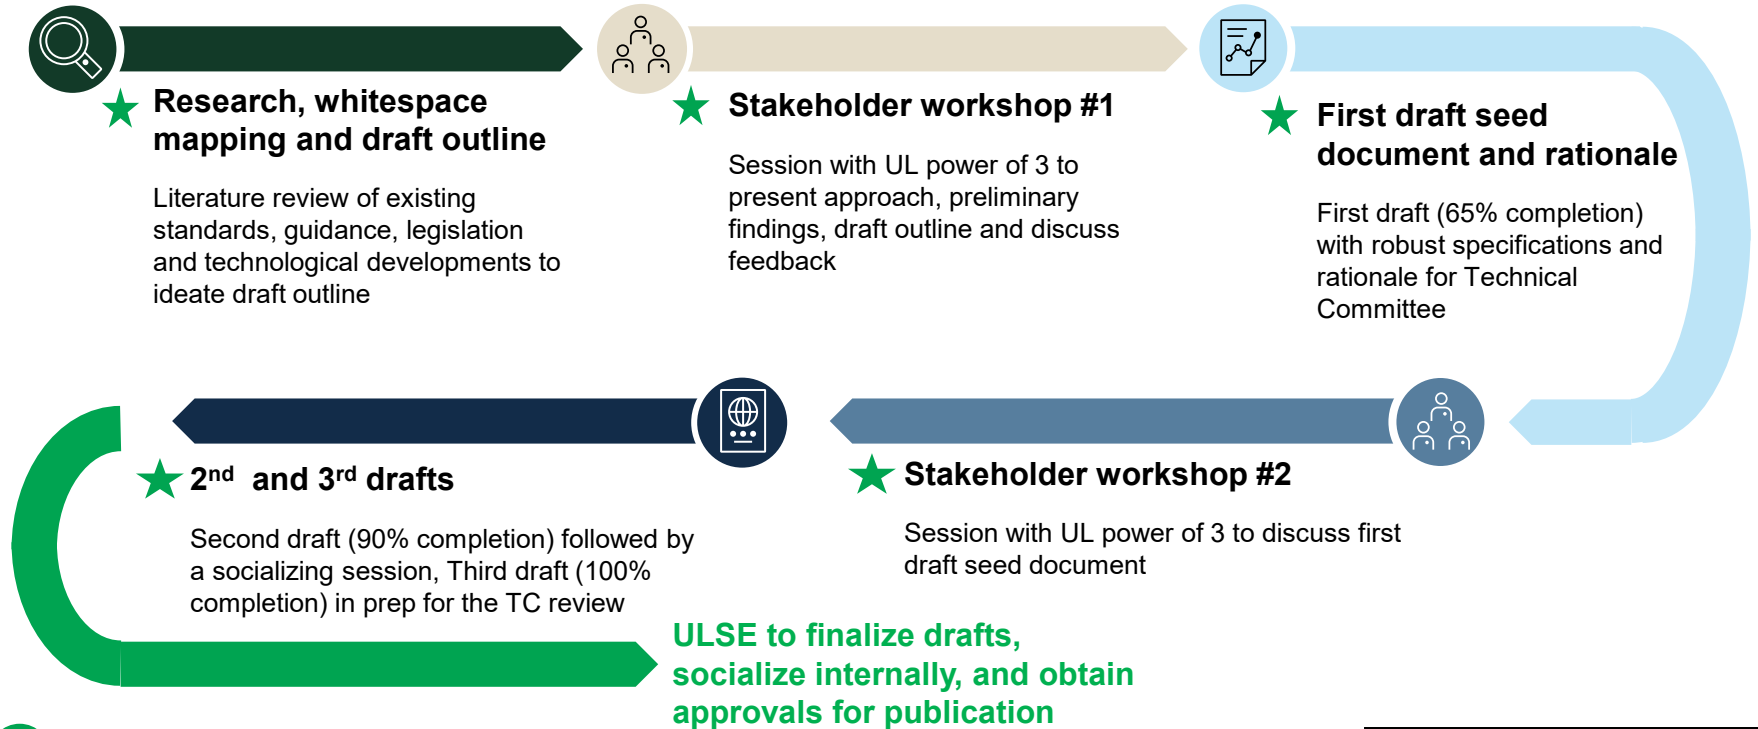 Research, whitespace
mapping and draft outline
Literature review of existing
standards, guidance, legislation
and technological developments to
ideate draft outline
Stakeholder workshop #1
Session with UL power of 3 to
present approach, preliminary
findings, draft outline and discuss
feedback
First draft seed
document and rationale
First draft (65% completion)
with robust specifications and
rationale for Technical
Committee
Stakeholder workshop #2
Session with UL power of 3 to discuss first
draft seed document
2nd and 3rd drafts
Second draft (90% completion) followed by
a socializing session, Third draft (100%
completion) in prep for the TC review
ULSE to finalize drafts,
socialize internally, and obtain
approvals for publication